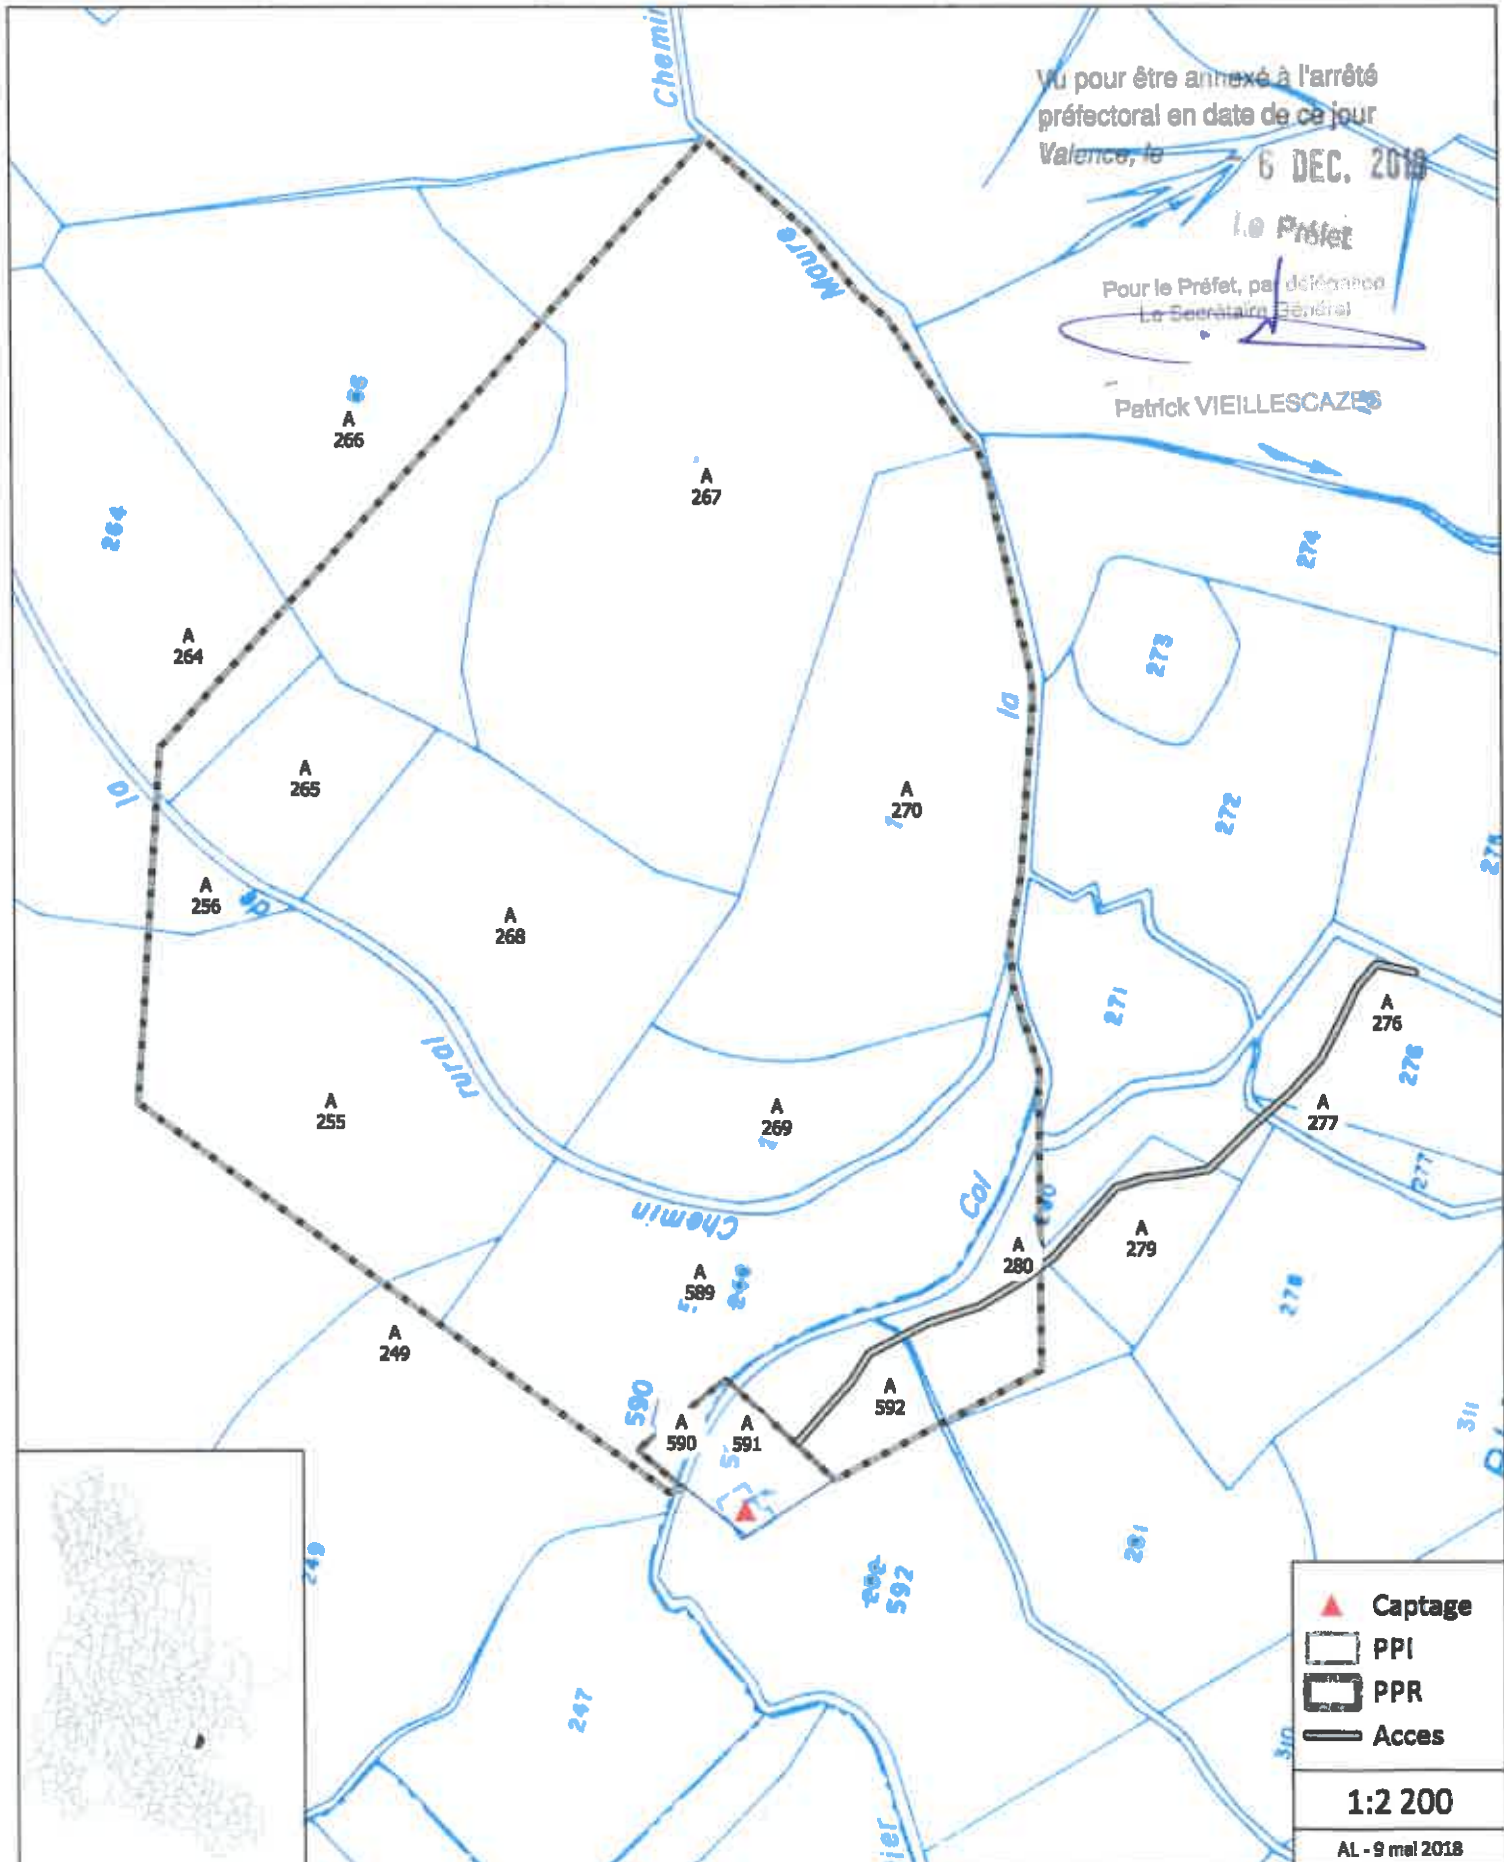 Chemin
Vu pour être annexé à l'arrêté
préfectoral en date de ce jour
Valence, le
- 6 DEC. 2018
Le Préfet
Pour le Préfet, par délégation
Le Secrétaire Général
Patrick VIEILLESCAZES
Maure
A
266
A
267
264
274
A
264
273
la
A
265
la
A
270
272
275
A
256
de
A
268
271
A
276
276
rural
A
255
A
269
A
277
277
Col
Chemin
A
280
A
279
278
A
589
A
249
590
A
590
A
591
A
592
311
249
281
592
247
310
Captage
PPI
PPR
Acces
1:2 200
AL - 9 mai 2018